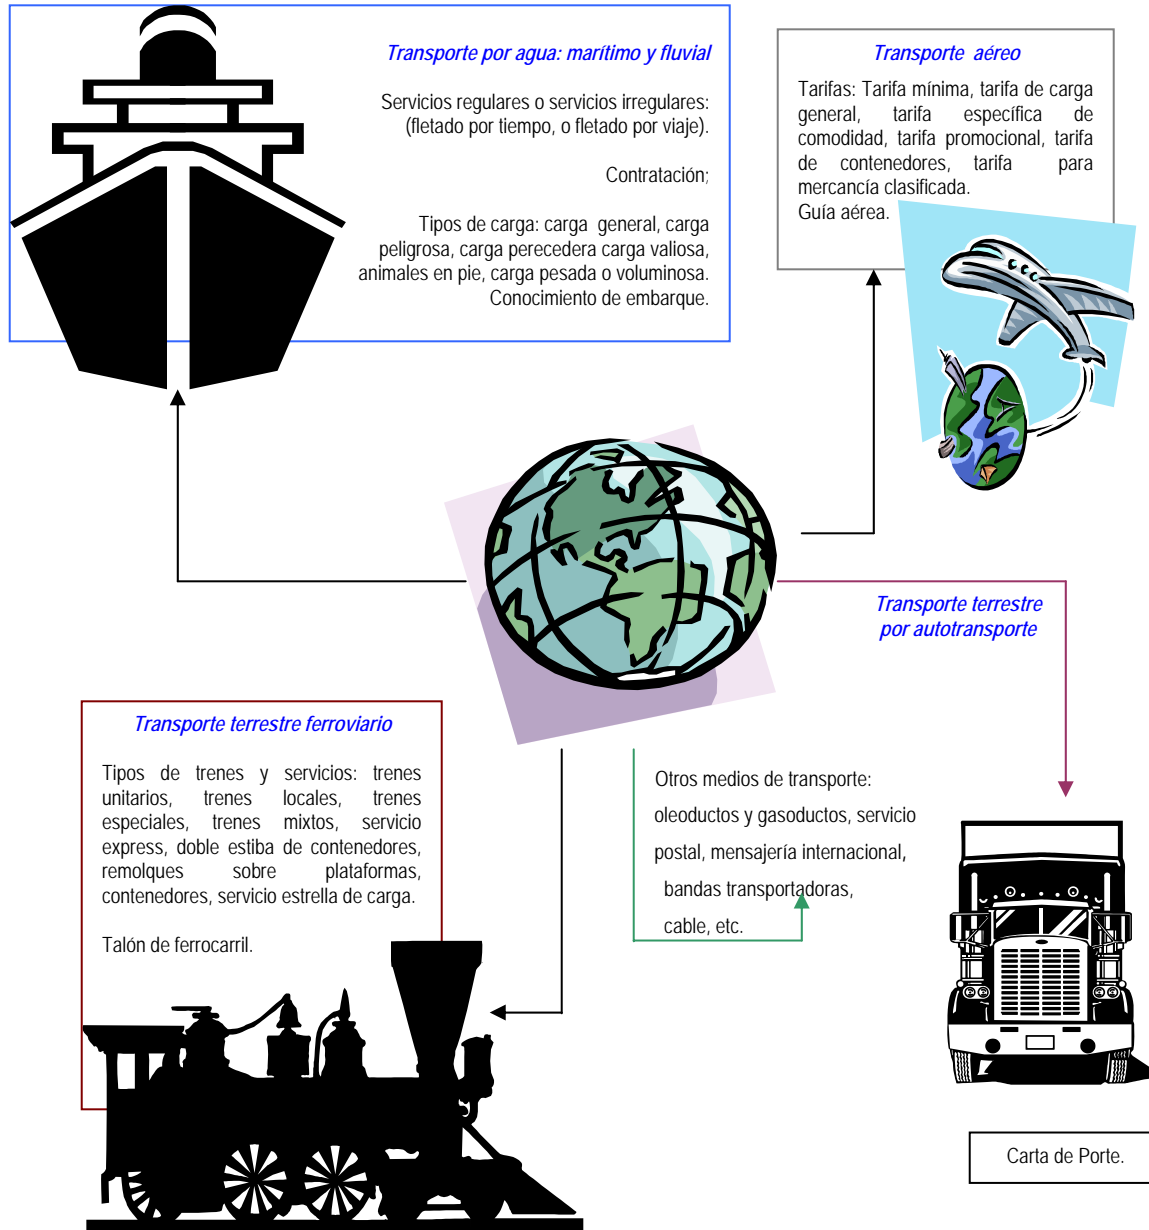 Transporte por agua: marítimo y fluvial
Servicios regulares o servicios irregulares:
(fletado por tiempo, o fletado por viaje).
Contratación;
Tipos de carga: carga general, carga
peligrosa, carga perecedera carga valiosa,
animales en pie, carga pesada o voluminosa.
Conocimiento de embarque.
Transporte aéreo
Tarifas: Tarifa mínima, tarifa de carga
general, tarifa específica de
comodidad, tarifa promocional, tarifa
de contenedores, tarifa para
mercancía clasificada.
Guía aérea.
Transporte terrestre
por autotransporte
Transporte terrestre ferroviario
Tipos de trenes y servicios: trenes
unitarios, trenes locales, trenes
especiales, trenes mixtos, servicio
express, doble estiba de contenedores,
remolques sobre plataformas,
contenedores, servicio estrella de carga.
Talón de ferrocarril.
Otros medios de transporte:
oleoductos y gasoductos, servicio
postal, mensajería internacional,
bandas transportadoras,
cable, etc.
Carta de Porte.